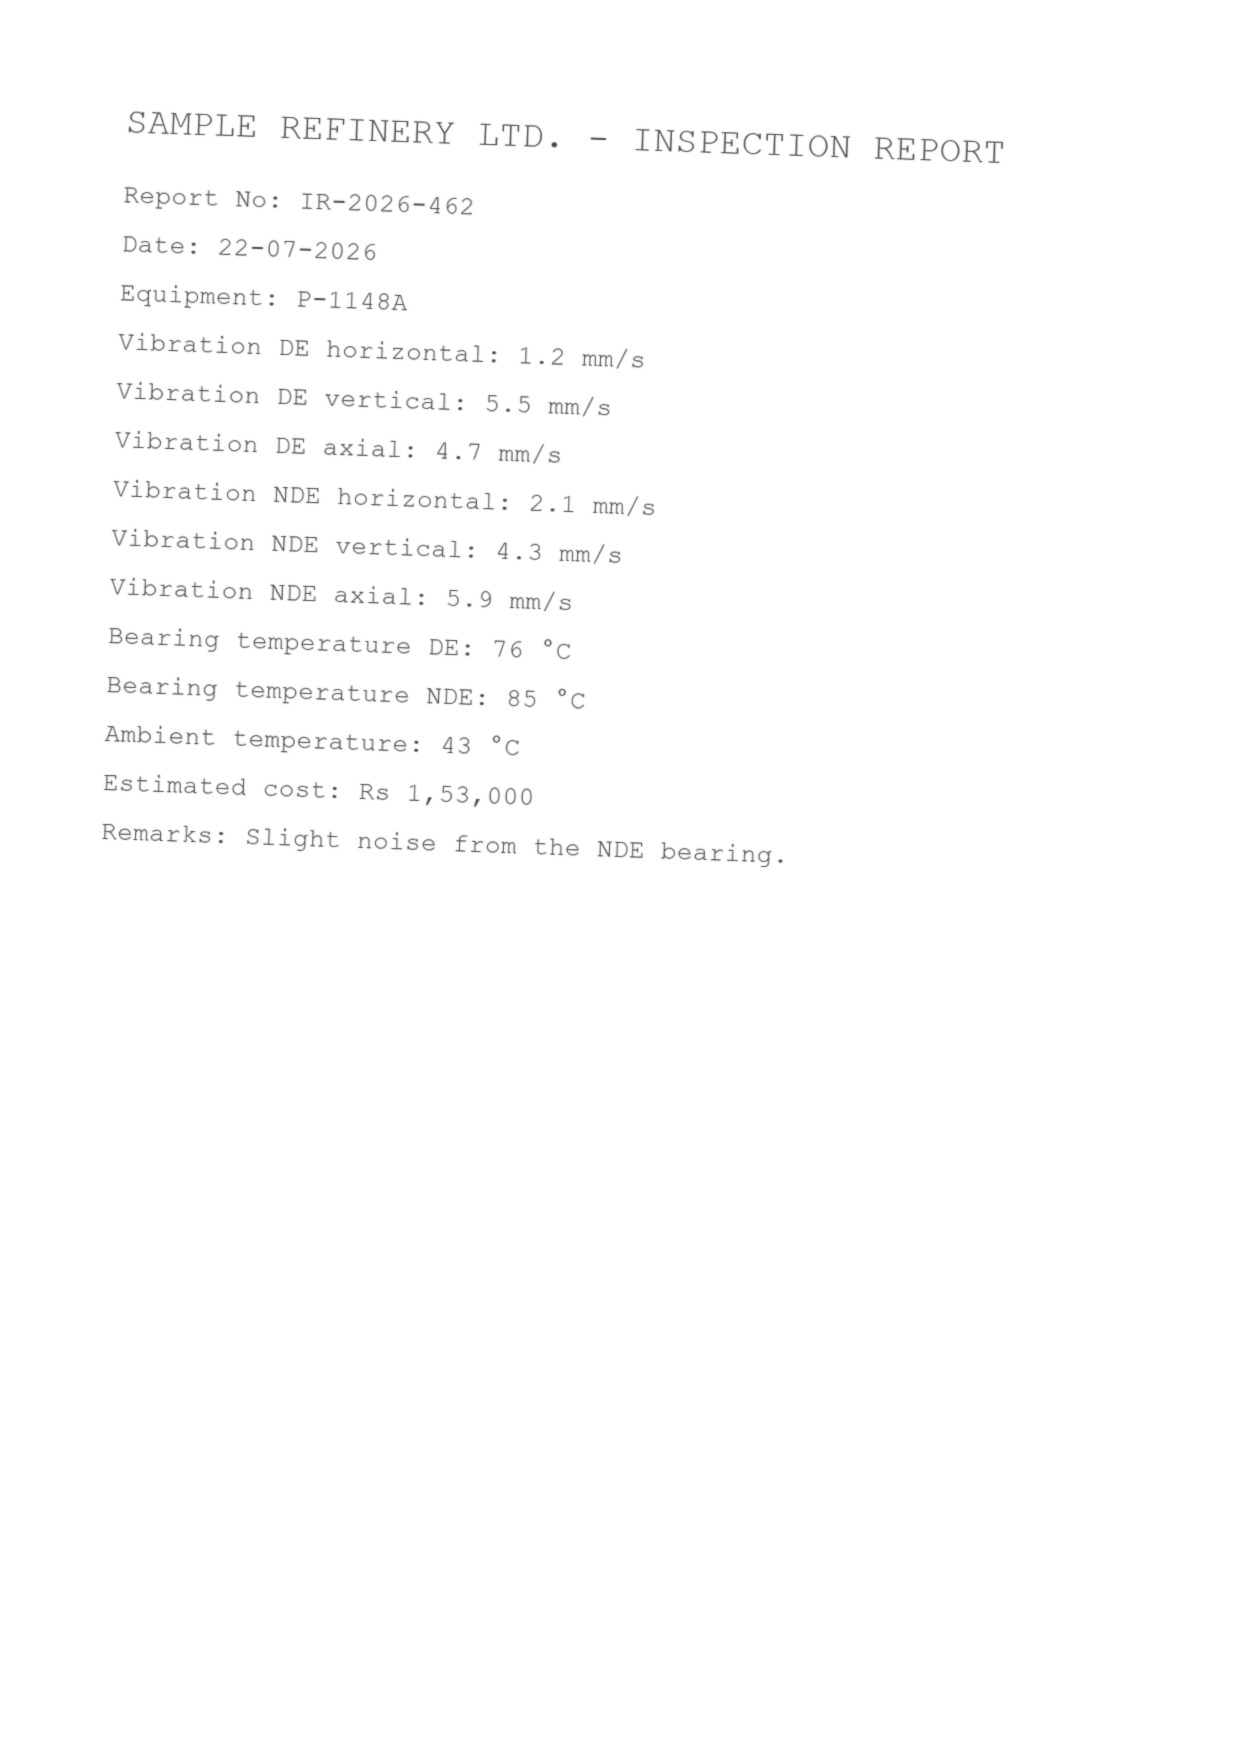 SAMPLE REFINERY LTD. - INSPECTION REPORT
Report No: IR-2026-462
Date: 22-07-2026
Equipment: P-1148A
Vibration DE horizontal: 1.2 mm/s
Vibration DE vertical: 5.5 mm/s
Vibration DE axial: 4.7 mm/s
Vibration NDE horizontal: 2.1 mm/s
Vibration NDE vertical: 4.3 mm/s
Vibration NDE axial: 5.9 mm/s
Bearing temperature DE: 76 °C
Bearing temperature NDE: 85 °C
Ambient temperature: 43 °C
Estimated cost: Rs 1,53,000
Remarks: Slight noise from the NDE bearing.